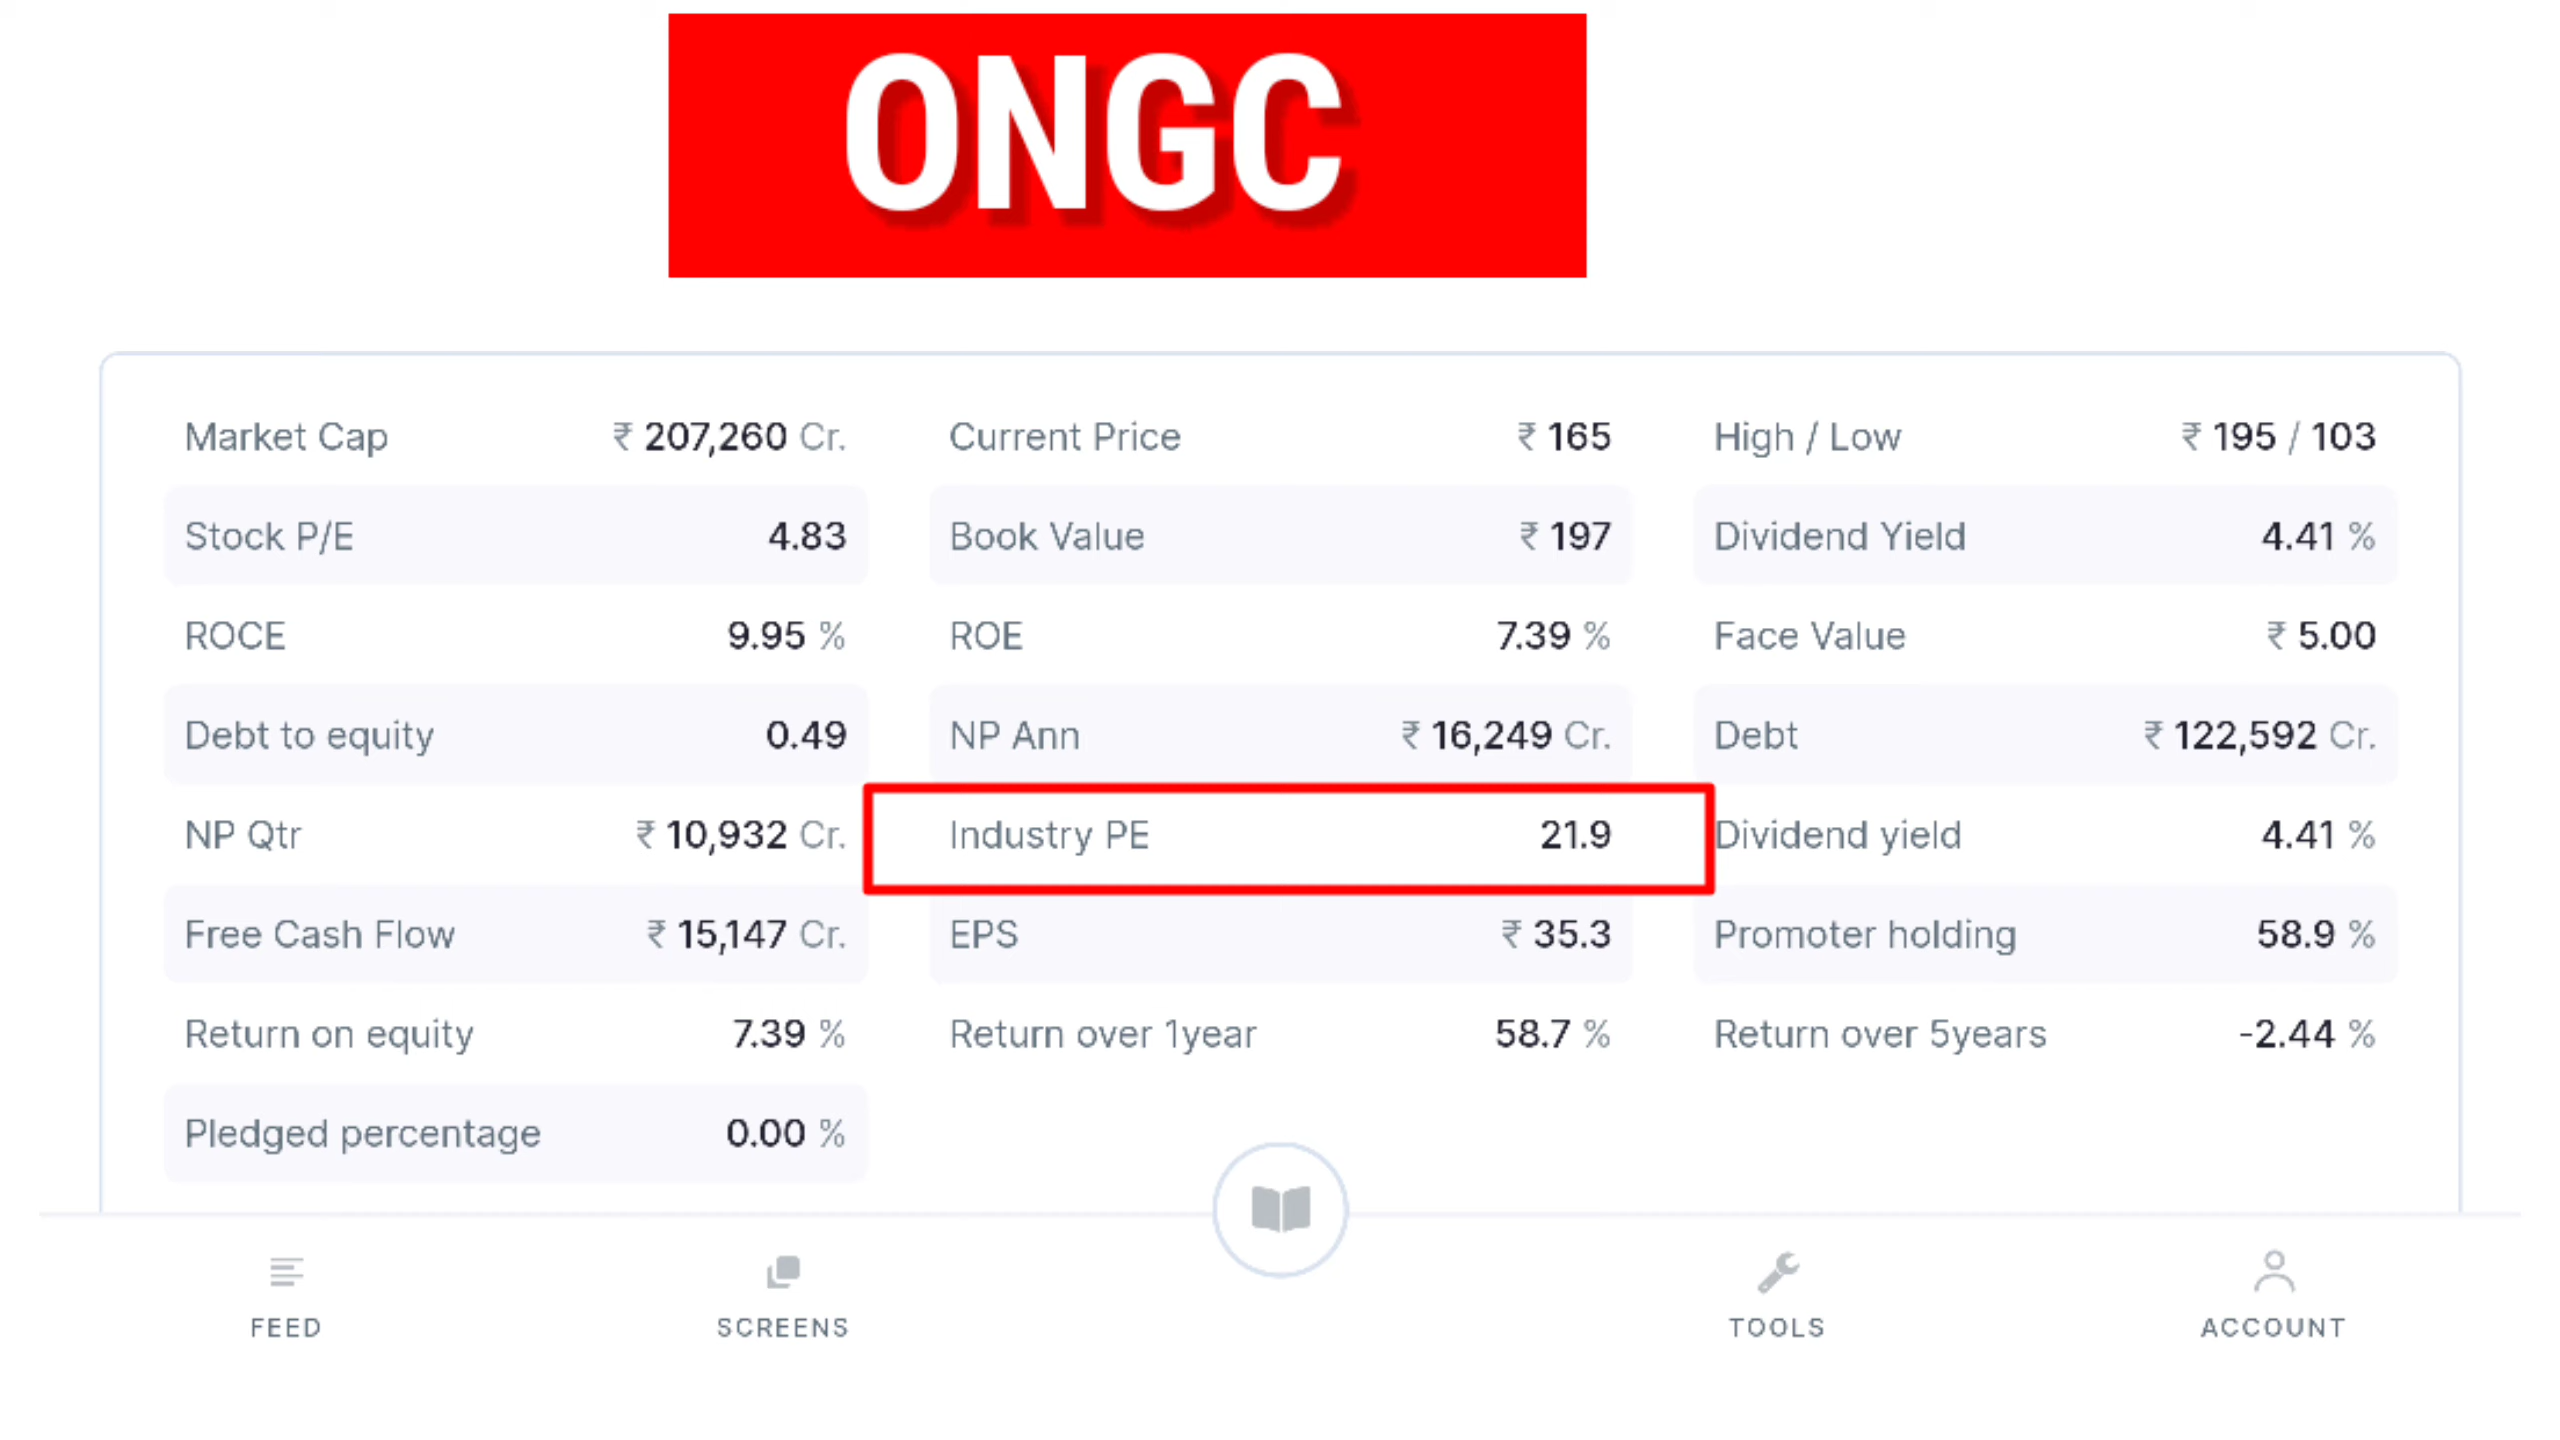 ONGC
Market Cap ₹ 207,260 Cr. Current Price ₹ 165 High / Low ₹ 195 / 103
Stock P/E 4.83 Book Value ₹ 197 Dividend Yield 4.41 %
ROCE 9.95 % ROE 7.39 % Face Value ₹ 5.00
Debt to equity 0.49 NP Ann ₹ 16,249 Cr. Debt ₹ 122,592 Cr.
NP Qtr ₹ 10,932 Cr. Industry PE 21.9 Dividend yield 4.41 %
Free Cash Flow ₹ 15,147 Cr. EPS ₹ 35.3 Promoter holding 58.9 %
Return on equity 7.39 % Return over 1year 58.7 % Return over 5years -2.44 %
Pledged percentage 0.00 %
FEED SCREENS TOOLS ACCOUNT